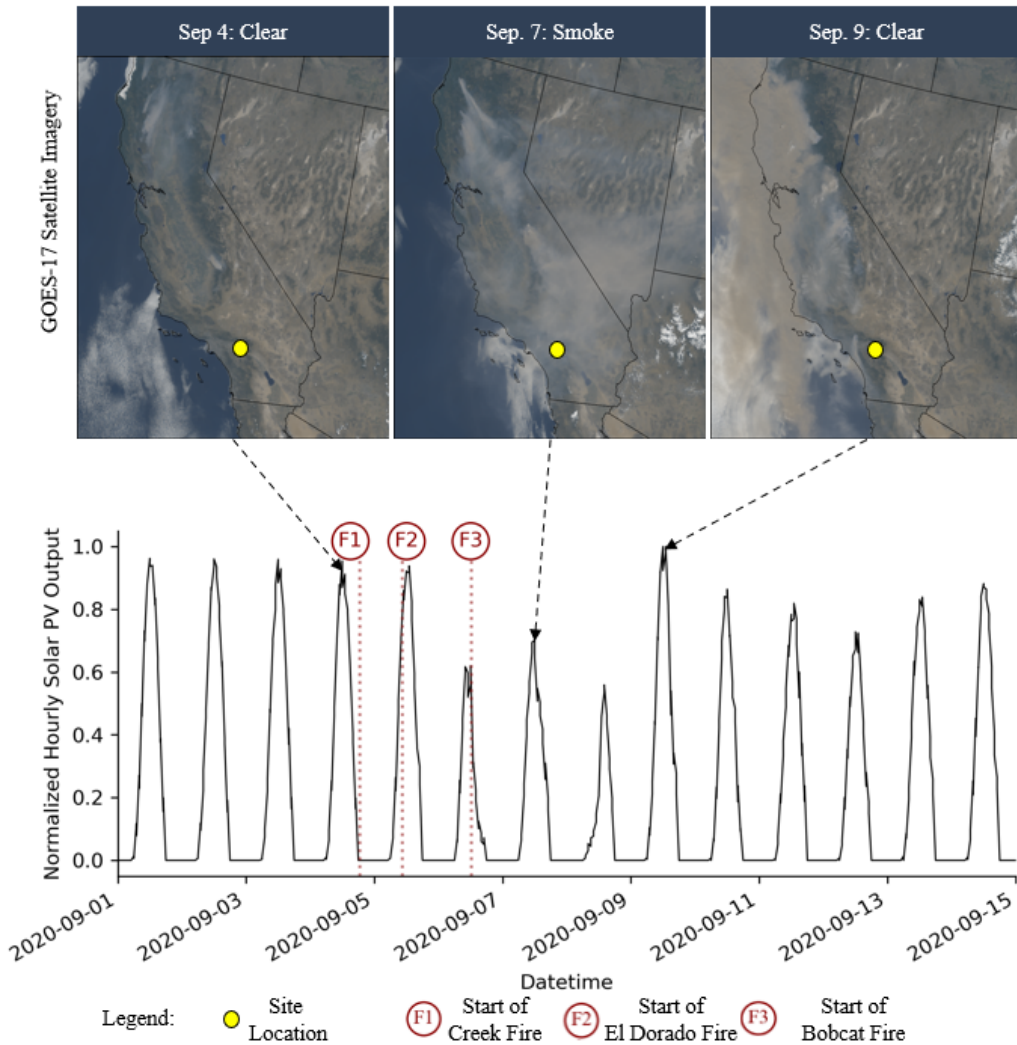 Sep 4: Clear
Sep. 7: Smoke
Sep. 9: Clear
GOES-17 Satellite Imagery
F1
F2
F3
Normalized Hourly Solar PV Output
1.0
0.8
0.6
0.4
0.2
0.0
2020-09-01
2020-09-03
2020-09-05
2020-09-07
2020-09-09
2020-09-11
2020-09-13
2020-09-15
Datetime
Legend:
Site
Location
F1
Start of
Creek Fire
F2
Start of
El Dorado Fire
F3
Start of
Bobcat Fire